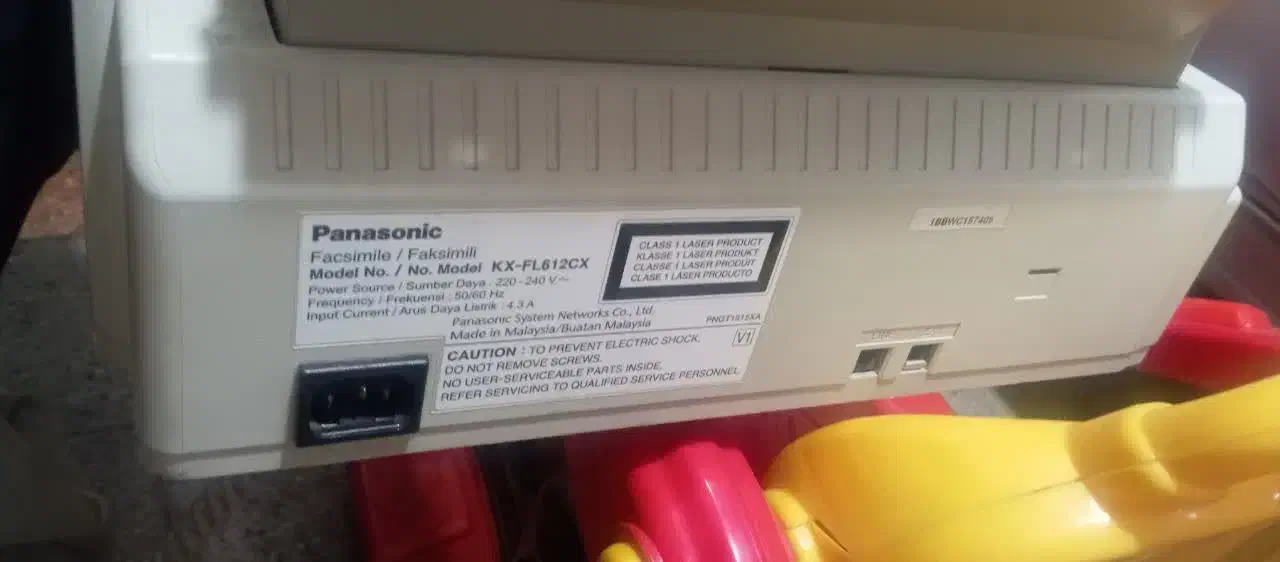 Panasonic
Facsimile / Faksimili
Model No. / No. Model KX-FL612CX
Power Source / Sumber Daya : 220-240 V ~
Frequency / Frekuensi : 50/60 Hz
Input Current / Arus Daya Listrik : 4.3 A
Panasonic System Networks Co., Ltd.
Made in Malaysia/Buatan Malaysia
CLASS 1 LASER PRODUCT
KLASSE 1 LASER PRODUKT
CLASSE 1 LASER PRODUIT
CLASE 1 LASER PRODUCTO
PNGT1515XA
V1
CAUTION : TO PREVENT ELECTRIC SHOCK,
DO NOT REMOVE SCREWS.
NO USER-SERVICEABLE PARTS INSIDE,
REFER SERVICING TO QUALIFIED SERVICE PERSONNEL